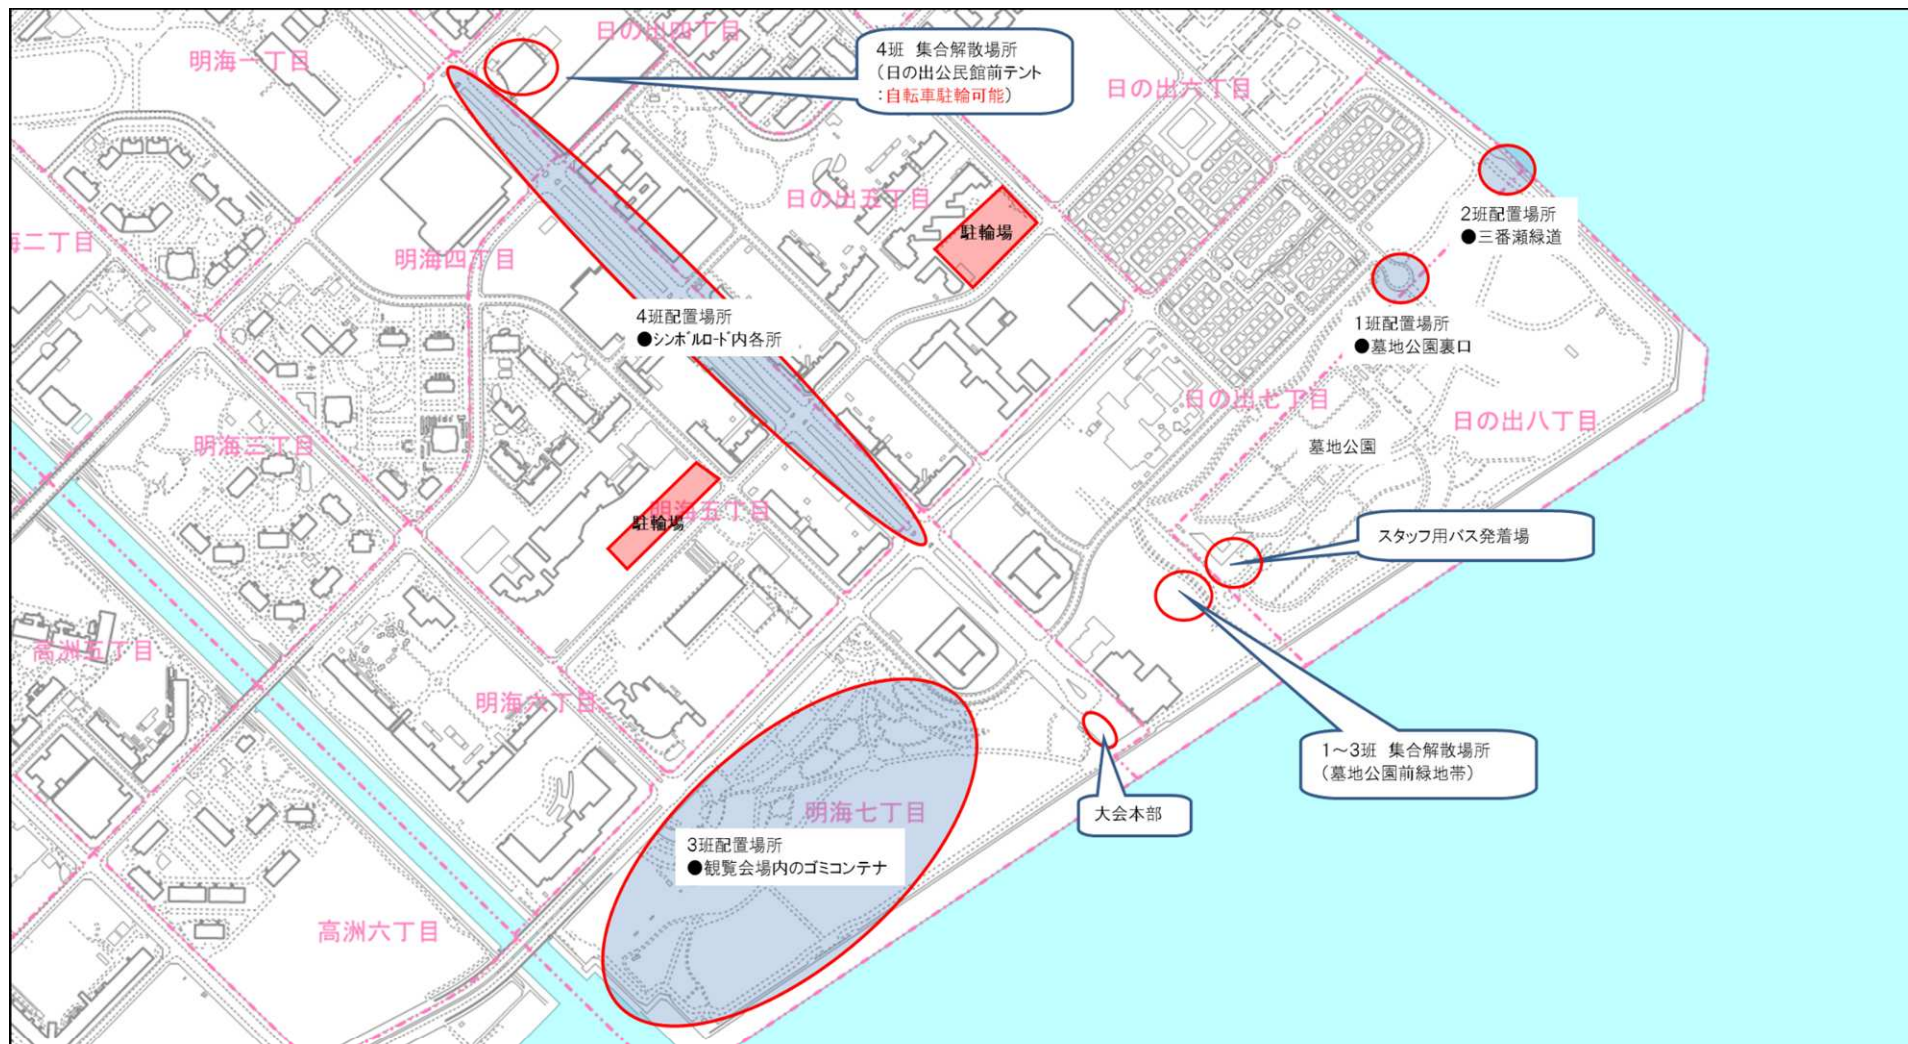 日の出四丁目
明海一丁目
4班 集合解散場所
（日の出公民館前テント
：自転車駐輪可能）
日の出六丁目
日の出五丁目
2班配置場所
●三番瀬緑道
駐輪場
海二丁目
明海四丁目
4班配置場所
●シンボルロード内各所
1班配置場所
●墓地公園裏口
日の出七丁目
日の出八丁目
明海三丁目
墓地公園
明海五丁目
駐輪場
スタッフ用バス発着場
高洲五丁目
明海六丁目
1～3班 集合解散場所
（墓地公園前緑地帯）
大会本部
明海七丁目
3班配置場所
●観覧会場内のゴミコンテナ
高洲六丁目